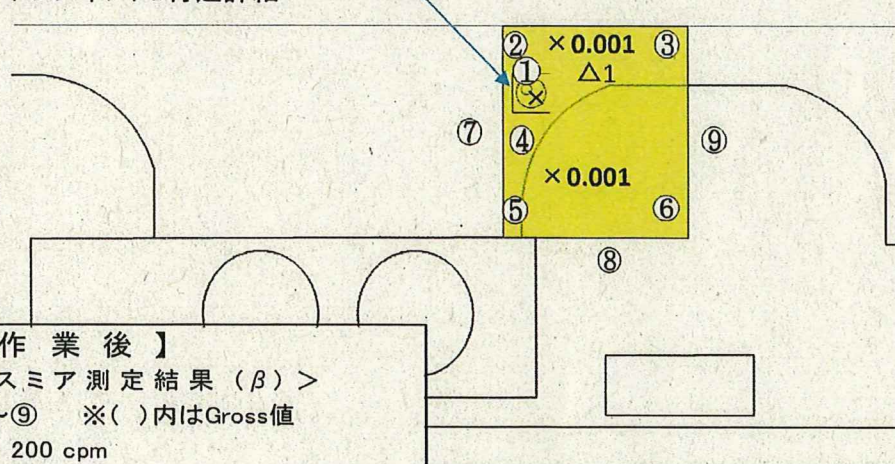 ② ×0.001 ③
① △1
×
⑦ ④ ⑨
×0.001
⑤ ⑥
⑧
作 業 後 】
スミア測定結果（β）＞
~⑨ ※( )内はGross値
200 cpm